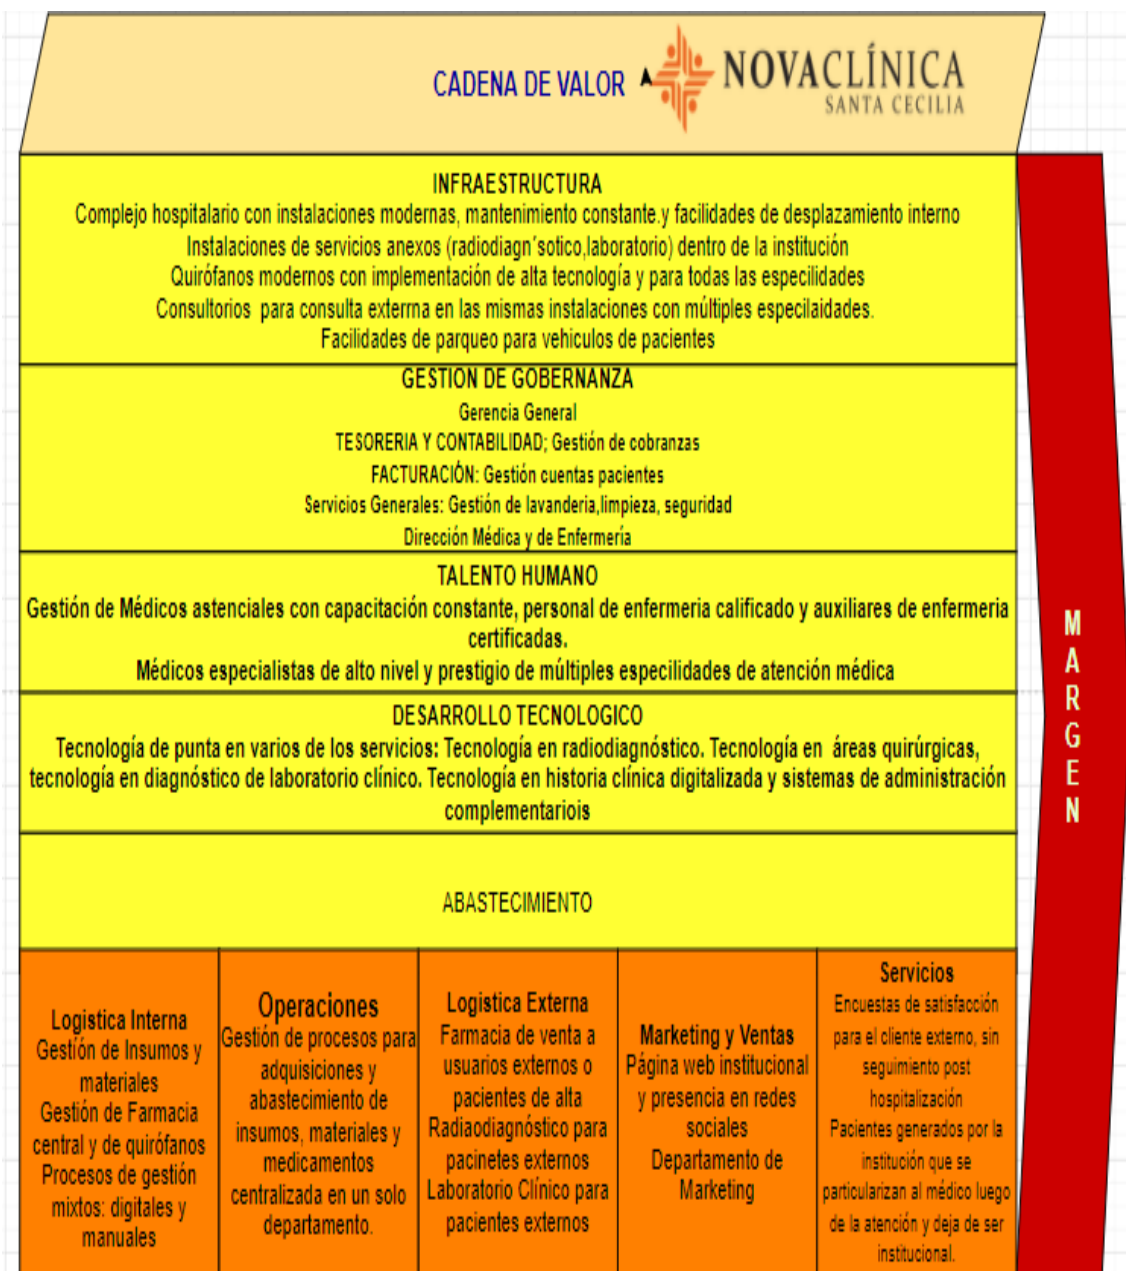 CADENA DE VALOR
NOVACLÍNICA
SANTA CECILIA
INFRAESTRUCTURA
Complejo hospitalario con instalaciones modernas, mantenimiento constante.y facilidades de desplazamiento interno
Instalaciones de servicios anexos (radiodiagn´sotico,laboratorio) dentro de la institución
Quirófanos modernos con implementación de alta tecnología y para todas las especilidades
Consultorios para consulta exterrna en las mismas instalaciones con múltiples especilaidades.
Facilidades de parqueo para vehiculos de pacientes
GESTION DE GOBERNANZA
Gerencia General
TESORERIA Y CONTABILIDAD; Gestión de cobranzas
FACTURACIÓN: Gestión cuentas pacientes
Servicios Generales: Gestión de lavanderia,limpieza, seguridad
Dirección Médica y de Enfermería
TALENTO HUMANO
Gestión de Médicos astenciales con capacitación constante, personal de enfermeria calificado y auxiliares de enfermeria
certificadas.
Médicos especialistas de alto nivel y prestigio de múltiples especilidades de atención médica
DESARROLLO TECNOLOGICO
Tecnología de punta en varios de los servicios: Tecnología en radiodiagnóstico. Tecnología en áreas quirúrgicas,
tecnología en diagnóstico de laboratorio clínico. Tecnología en historia clínica digitalizada y sistemas de administración
complementariois
ABASTECIMIENTO
Logistica Interna
Gestión de Insumos y
materiales
Gestión de Farmacia
central y de quirófanos
Procesos de gestión
mixtos: digitales y
manuales
Operaciones
Gestión de procesos para
adquisiciones y
abastecimiento de
insumos, materiales y
medicamentos
centralizada en un solo
departamento.
Logistica Externa
Farmacia de venta a
usuarios externos o
pacientes de alta
Radiaodiagnóstico para
pacinetes externos
Laboratorio Clínico para
pacientes externos
Marketing y Ventas
Página web institucional
y presencia en redes
sociales
Departamento de
Marketing
Servicios
Encuestas de satisfacción
para el cliente externo, sin
seguimiento post
hospitalización
Pacientes generados por la
institución que se
particularizan al médico luego
de la atención y deja de ser
institucional.
M
A
R
G
E
N